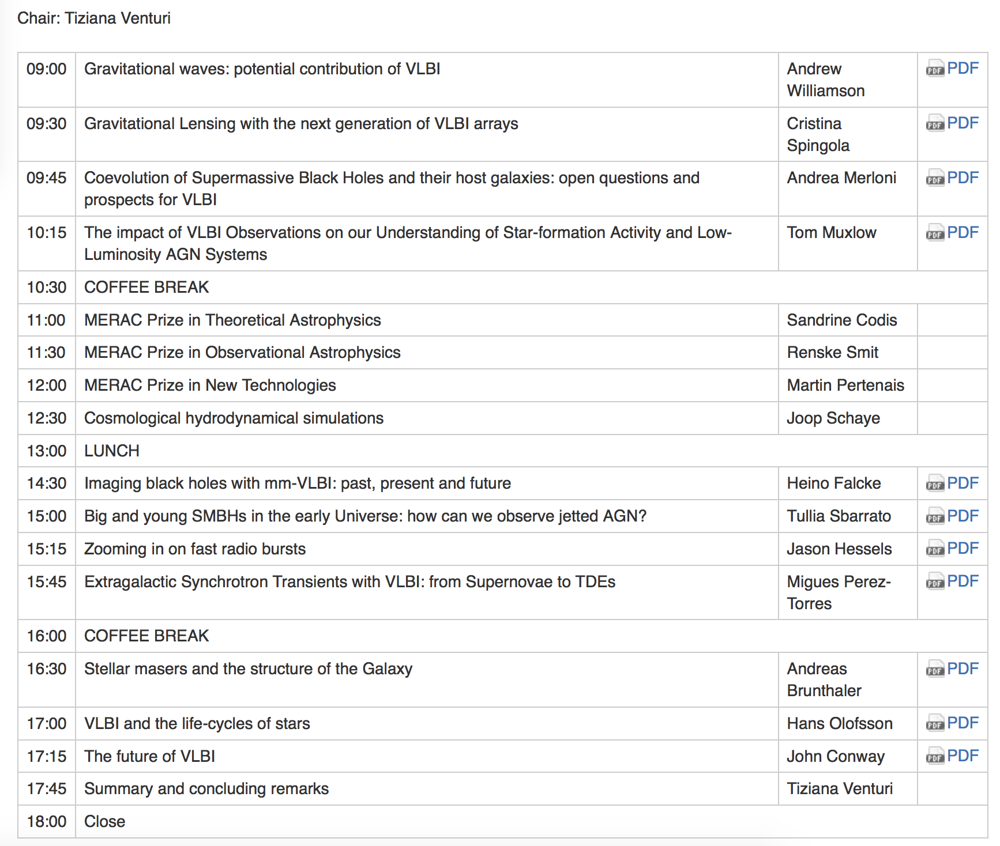 Chair: Tiziana Venturi
09:00 Gravitational waves: potential contribution of VLBI Andrew PDF PDF
Williamson
09:30 Gravitational Lensing with the next generation of VLBI arrays Cristina PDF PDF
Spingola
09:45 Coevolution of Supermassive Black Holes and their host galaxies: open questions and Andrea Merloni PDF PDF
prospects for VLBI
10:15 The impact of VLBI Observations on our Understanding of Star-formation Activity and Low- Tom Muxlow PDF PDF
Luminosity AGN Systems
10:30 COFFEE BREAK
11:00 MERAC Prize in Theoretical Astrophysics Sandrine Codis
11:30 MERAC Prize in Observational Astrophysics Renske Smit
12:00 MERAC Prize in New Technologies Martin Pertenais
12:30 Cosmological hydrodynamical simulations Joop Schaye
13:00 LUNCH
14:30 Imaging black holes with mm-VLBI: past, present and future Heino Falcke PDF PDF
15:00 Big and young SMBHs in the early Universe: how can we observe jetted AGN? Tullia Sbarrato PDF PDF
15:15 Zooming in on fast radio bursts Jason Hessels PDF PDF
15:45 Extragalactic Synchrotron Transients with VLBI: from Supernovae to TDEs Migues Perez- PDF PDF
Torres
16:00 COFFEE BREAK
16:30 Stellar masers and the structure of the Galaxy Andreas PDF PDF
Brunthaler
17:00 VLBI and the life-cycles of stars Hans Olofsson PDF PDF
17:15 The future of VLBI John Conway PDF PDF
17:45 Summary and concluding remarks Tiziana Venturi
18:00 Close